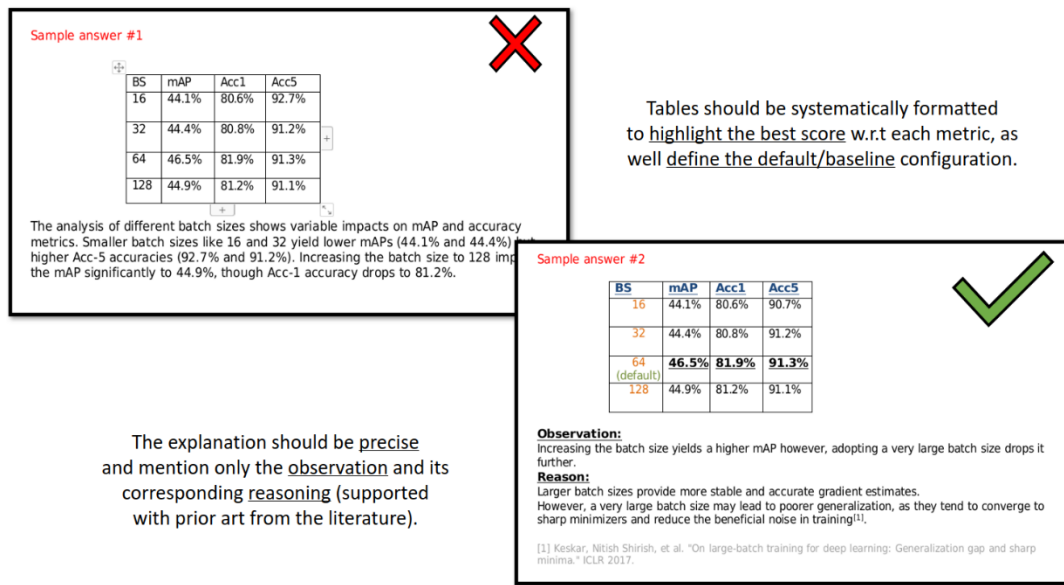 Sample answer #1
BS mAP Acc1 Acc5
16 44.1% 80.6% 92.7%
32 44.4% 80.8% 91.2%
64 46.5% 81.9% 91.3%
128 44.9% 81.2% 91.1%
The analysis of different batch sizes shows variable impacts on mAP and accuracy
metrics. Smaller batch sizes like 16 and 32 yield lower mAPs (44.1% and 44.4%)
higher Acc-5 accuracies (92.7% and 91.2%). Increasing the batch size to 128
the mAP significantly to 44.9%, though Acc-1 accuracy drops to 81.2%.
Tables should be systematically formatted
to highlight the best score w.r.t each metric, as
well define the default/baseline configuration.
The explanation should be precise
and mention only the observation and its
corresponding reasoning (supported
with prior art from the literature).
Sample answer #2
BS mAP Acc1 Acc5
16 44.1% 80.6% 90.7%
32 44.4% 80.8% 91.2%
64 46.5% 81.9% 91.3%
(default)
128 44.9% 81.2% 91.1%
Observation:
Increasing the batch size yields a higher mAP however, adopting a very large batch size drops it
further.
Reason:
Larger batch sizes provide more stable and accurate gradient estimates.
However, a very large batch size may lead to poorer generalization, as they tend to converge to
sharp minimizers and reduce the beneficial noise in training[1].
[1] Keskar, Nitish Shirish, et al. "On large-batch training for deep learning: Generalization gap and sharp
minima." ICLR 2017.